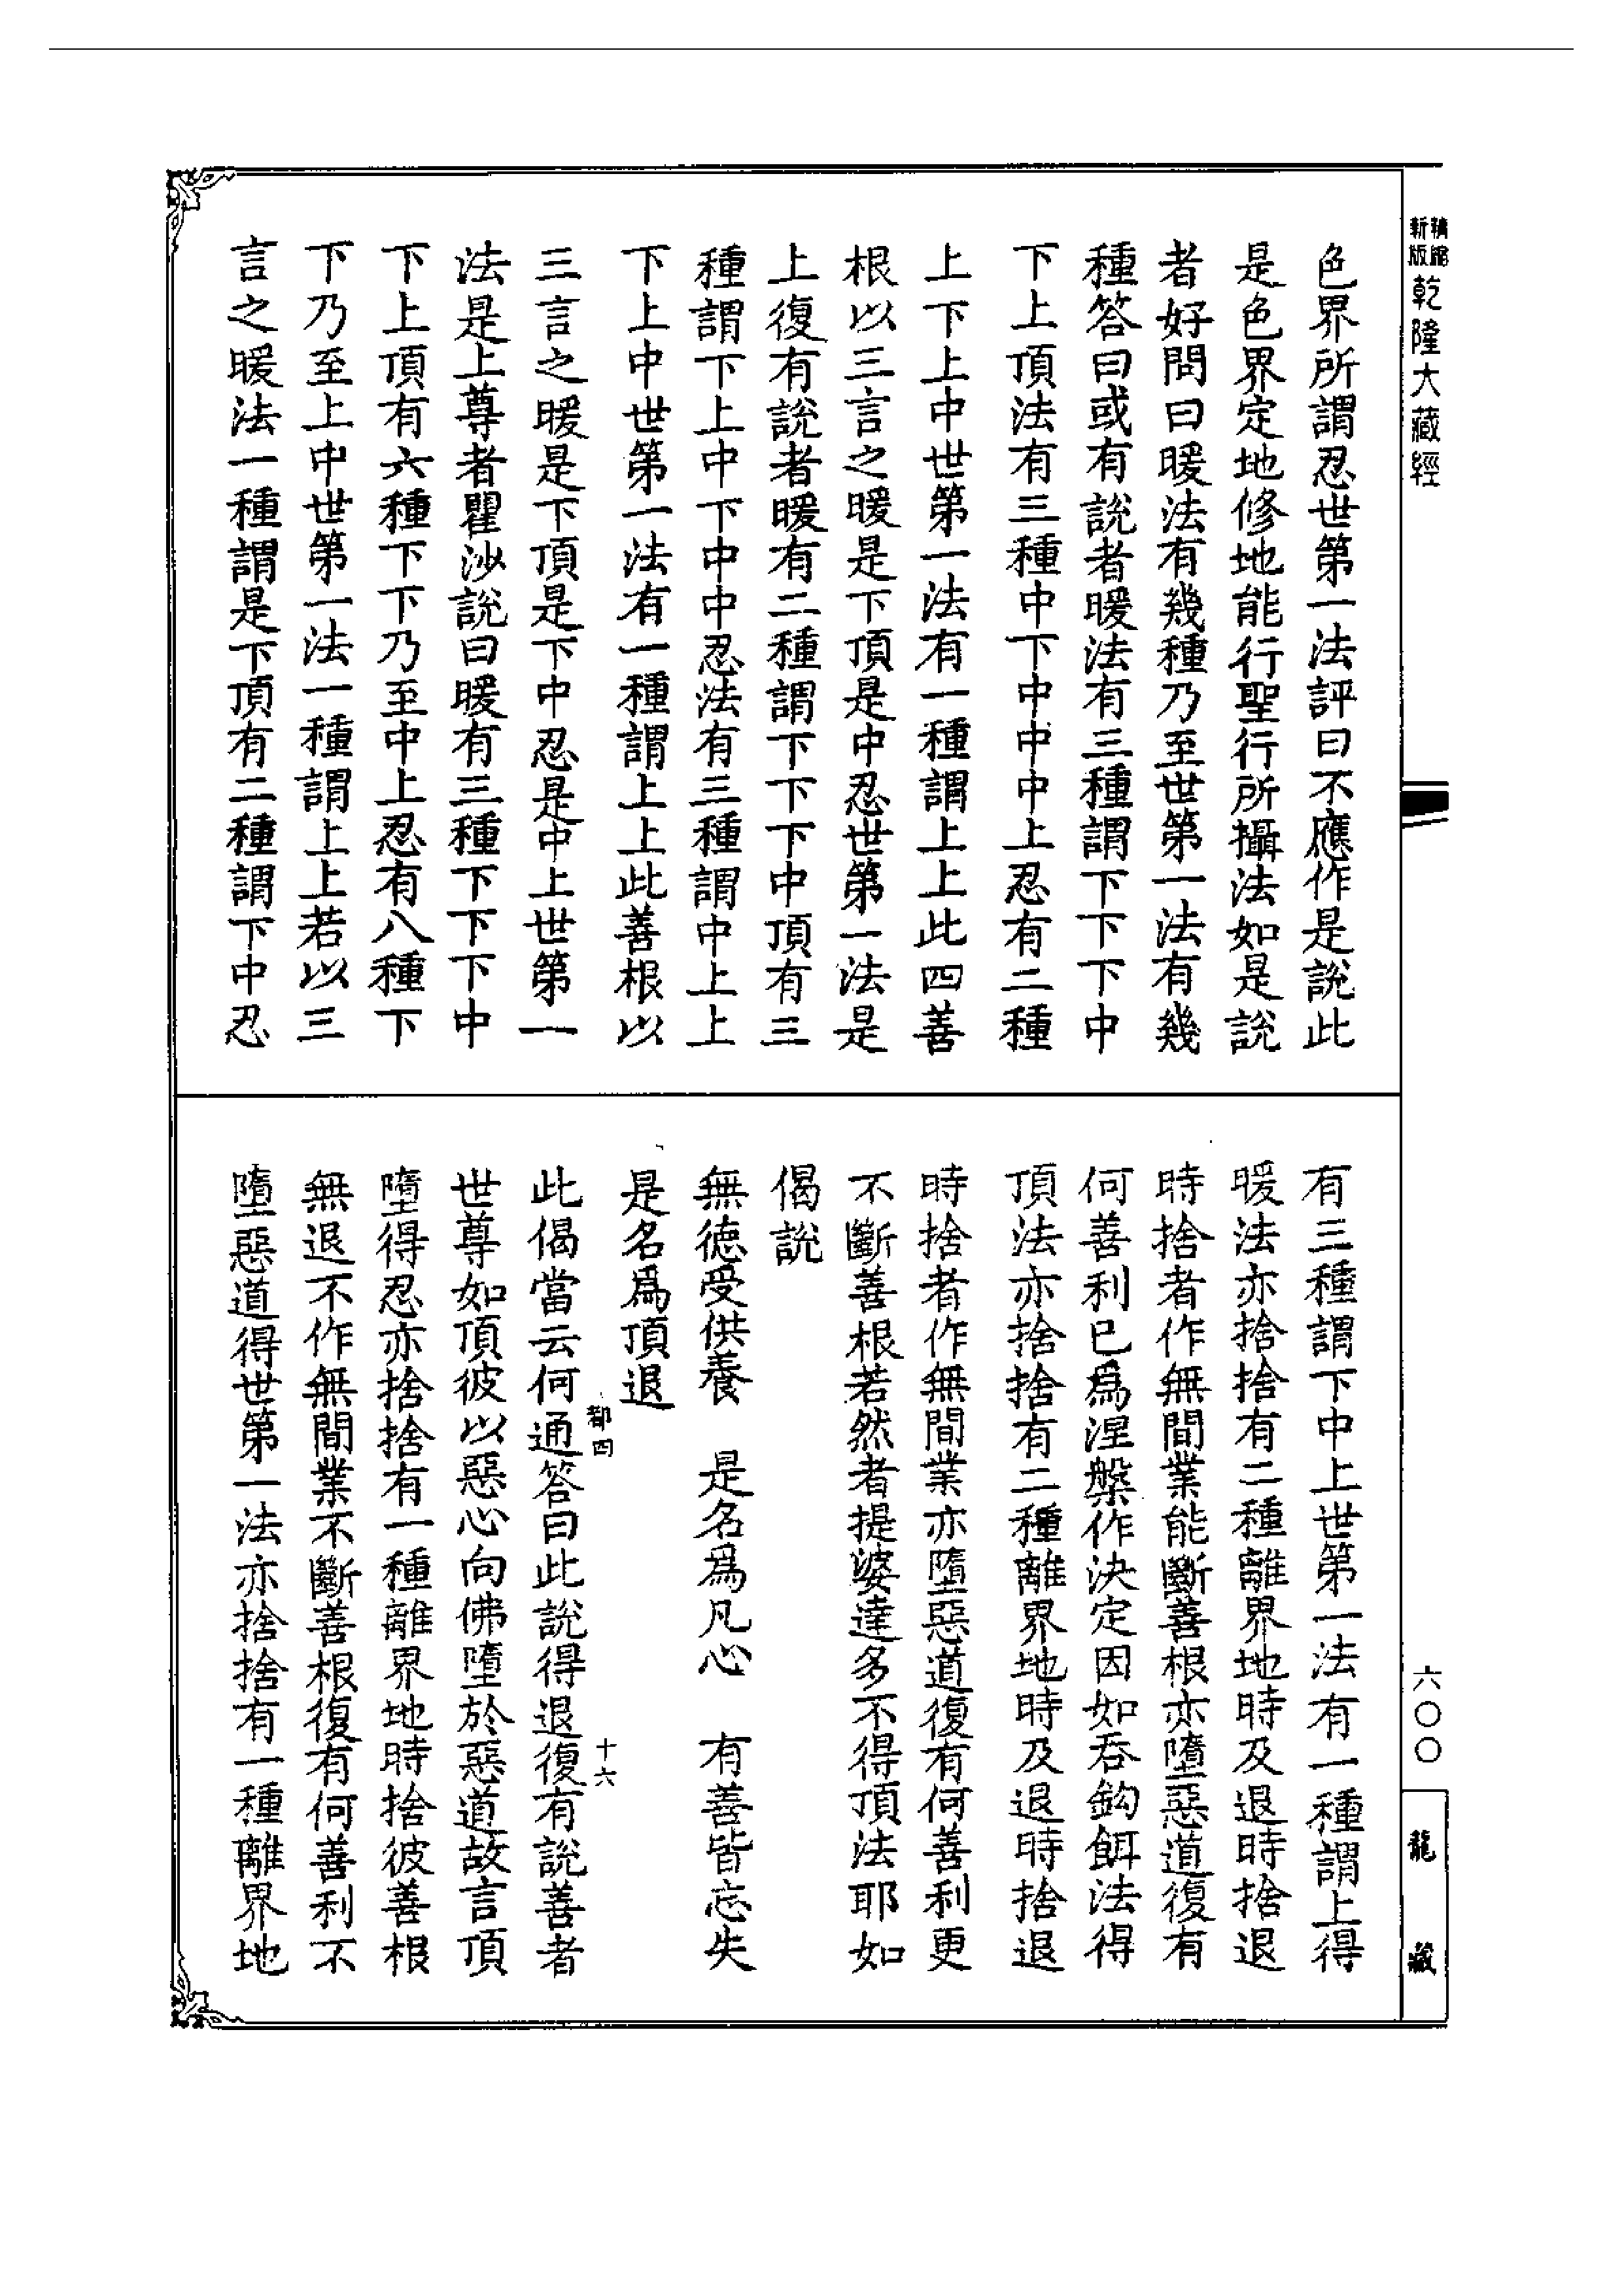 新版精縮乾隆大藏經
六〇〇
龍藏
色界所謂忍世第一法評曰不應作是說此
是色界定地修地能行聖行所攝法如是說
者好問曰暖法有幾種乃至世第一法有幾
種答曰或有說者暖法有三種謂下下下中
下上頂法有三種中下中中中上忍有二種
上下上中世第一法有一種謂上上此四善
根以三言之暖是下頂是中忍世第一法是
上復有說者暖有二種謂下下下中頂有三
種謂下上中下中中忍法有三種謂中上上
下上中世第一法有一種謂上上此善根以
三言之暖是下頂是下中忍是中上世第一
法是上尊者瞿沙說曰暖有三種下下下中
下上頂有六種下下乃至中上忍有八種下
下乃至上中世第一法一種謂上上若以三
言之暖法一種謂是下頂有二種謂下中忍
有三種謂下中上世第一法有一種謂上得
暖法亦捨捨有二種離界地時及退時捨退
時捨者作無間業能斷善根亦墮惡道復有
何善利已爲涅槃作決定因如吞鈎餌法得
頂法亦捨捨有二種離界地時及退時捨退
時捨者作無間業亦墮惡道復有何善利更
不斷善根若然者提婆達多不得頂法耶如
偈說
無德受供養 是名爲凡心 有善皆忘失
是名爲頂退
都四 十六
此偈當云何通答曰此說得退復有說善者
世尊如頂彼以惡心向佛墮於惡道故言頂
墮得忍亦捨捨有一種離界地時捨彼善根
無退不作無間業不斷善根復有何善利不
墮惡道得世第一法亦捨捨有一種離界地